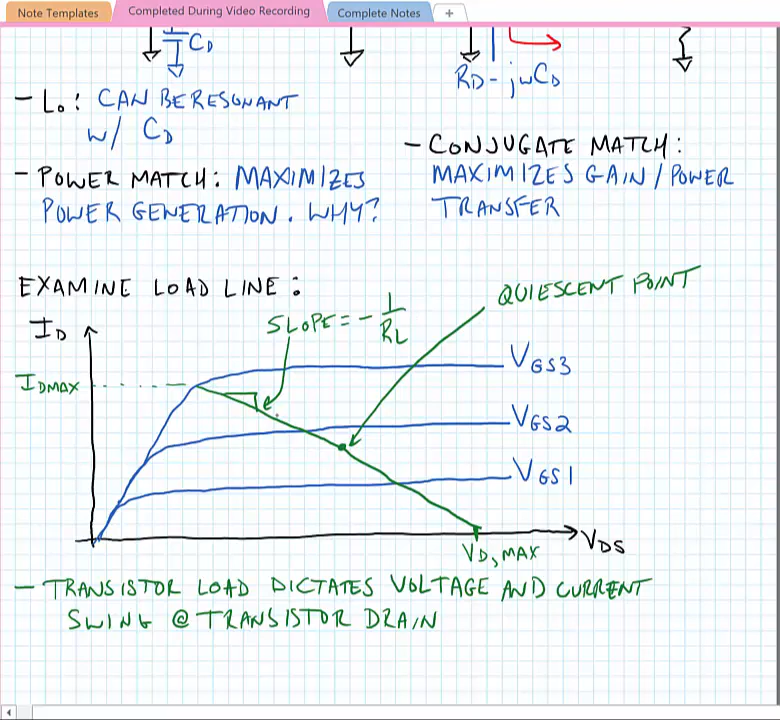 Note Templates
Completed During Video Recording
Complete Notes
+
CD
RD - jωCD
- Lo: CAN BE RESONANT
w/ CD
- CONJUGATE MATCH:
MAXIMIZES GAIN / POWER
TRANSFER
- POWER MATCH: MAXIMIZES
POWER GENERATION. WHY?
EXAMINE LOAD LINE:
QUIESCENT POINT
SLOPE = - 1/RL
ID
IDMAX
VGS3
VGS2
VGS1
VDS
VD, MAX
- TRANSISTOR LOAD DICTATES VOLTAGE AND CURRENT
SWING @ TRANSISTOR DRAIN